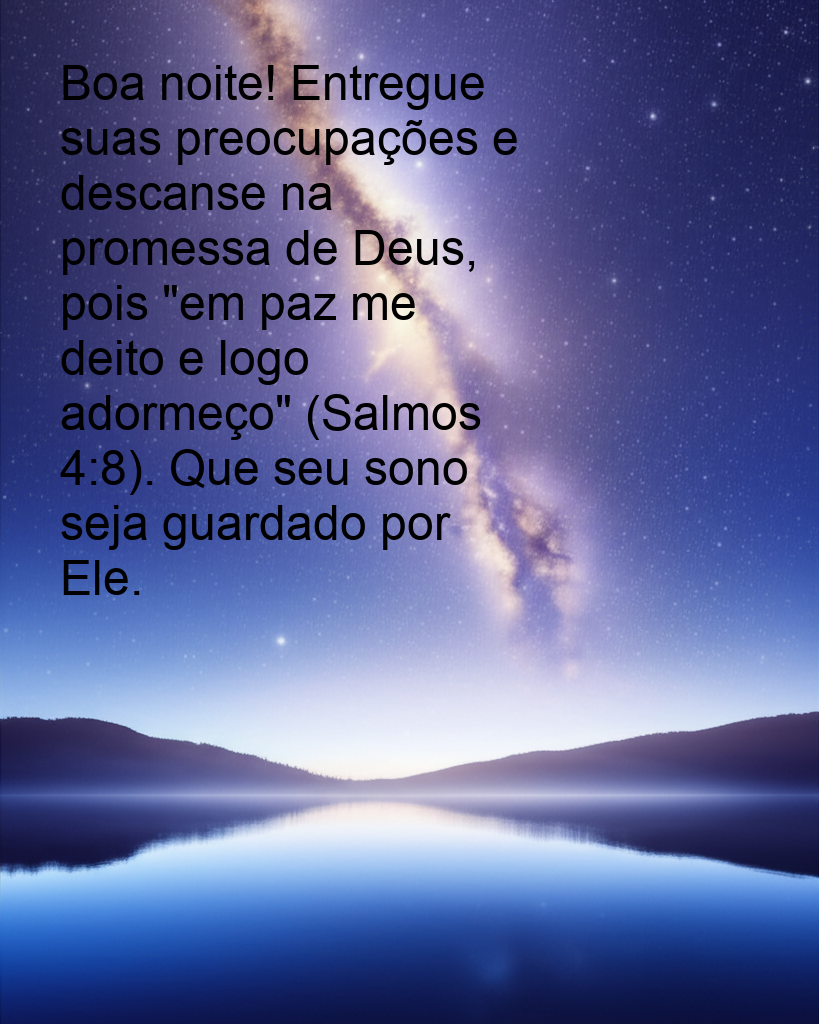 Boa noite! Entregue
suas preocupações e
descanse na
promessa de Deus,
pois "em paz me
deito e logo
adormeço" (Salmos
4:8). Que seu sono
seja guardado por
Ele.